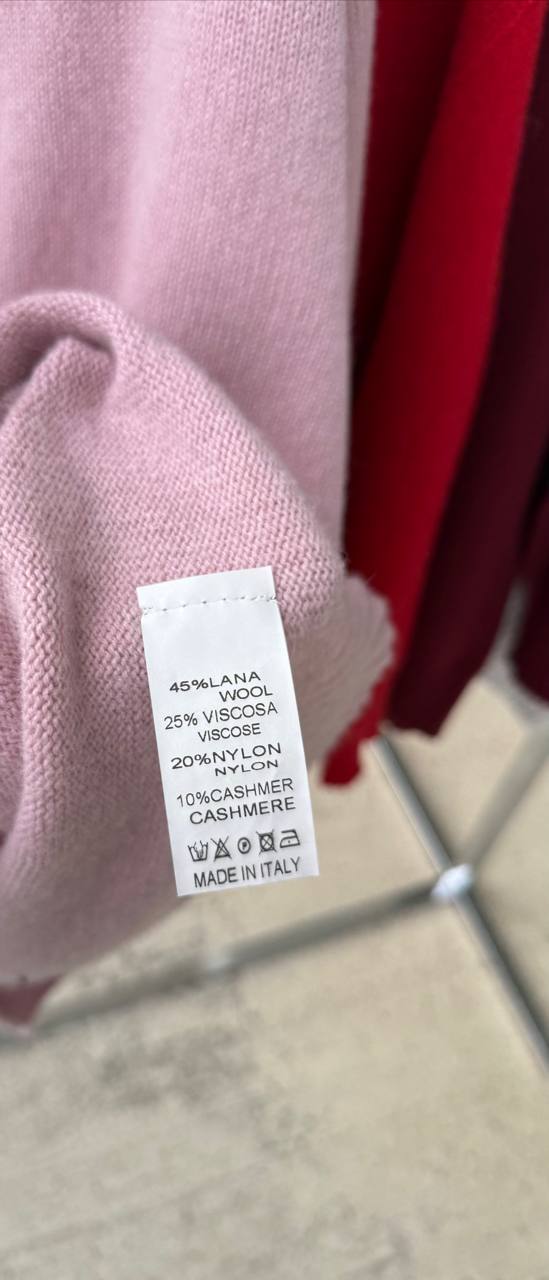 45%LANA
WOOL
25% VISCOSA
VISCOSE
20%NYLON
NYLON
10%CASHMER
CASHMERE
MADE IN ITALY